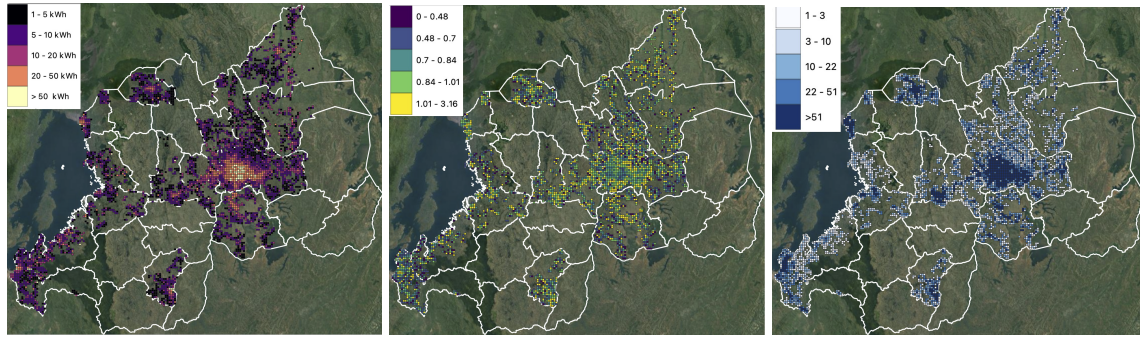 1 - 5 kWh
5 - 10 kWh
10 - 20 kWh
20 - 50 kWh
> 50 kWh
0 - 0.48
0.48 - 0.7
0.7 - 0.84
0.84 - 1.01
1.01 - 3.16
1 - 3
3 - 10
10 - 22
22 - 51
>51